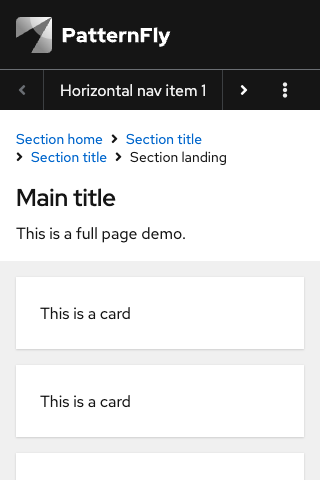 PatternFly
Horizontal nav item 1
Section home Section title
Section title Section landing
Main title
This is a full page demo.
This is a card
This is a card